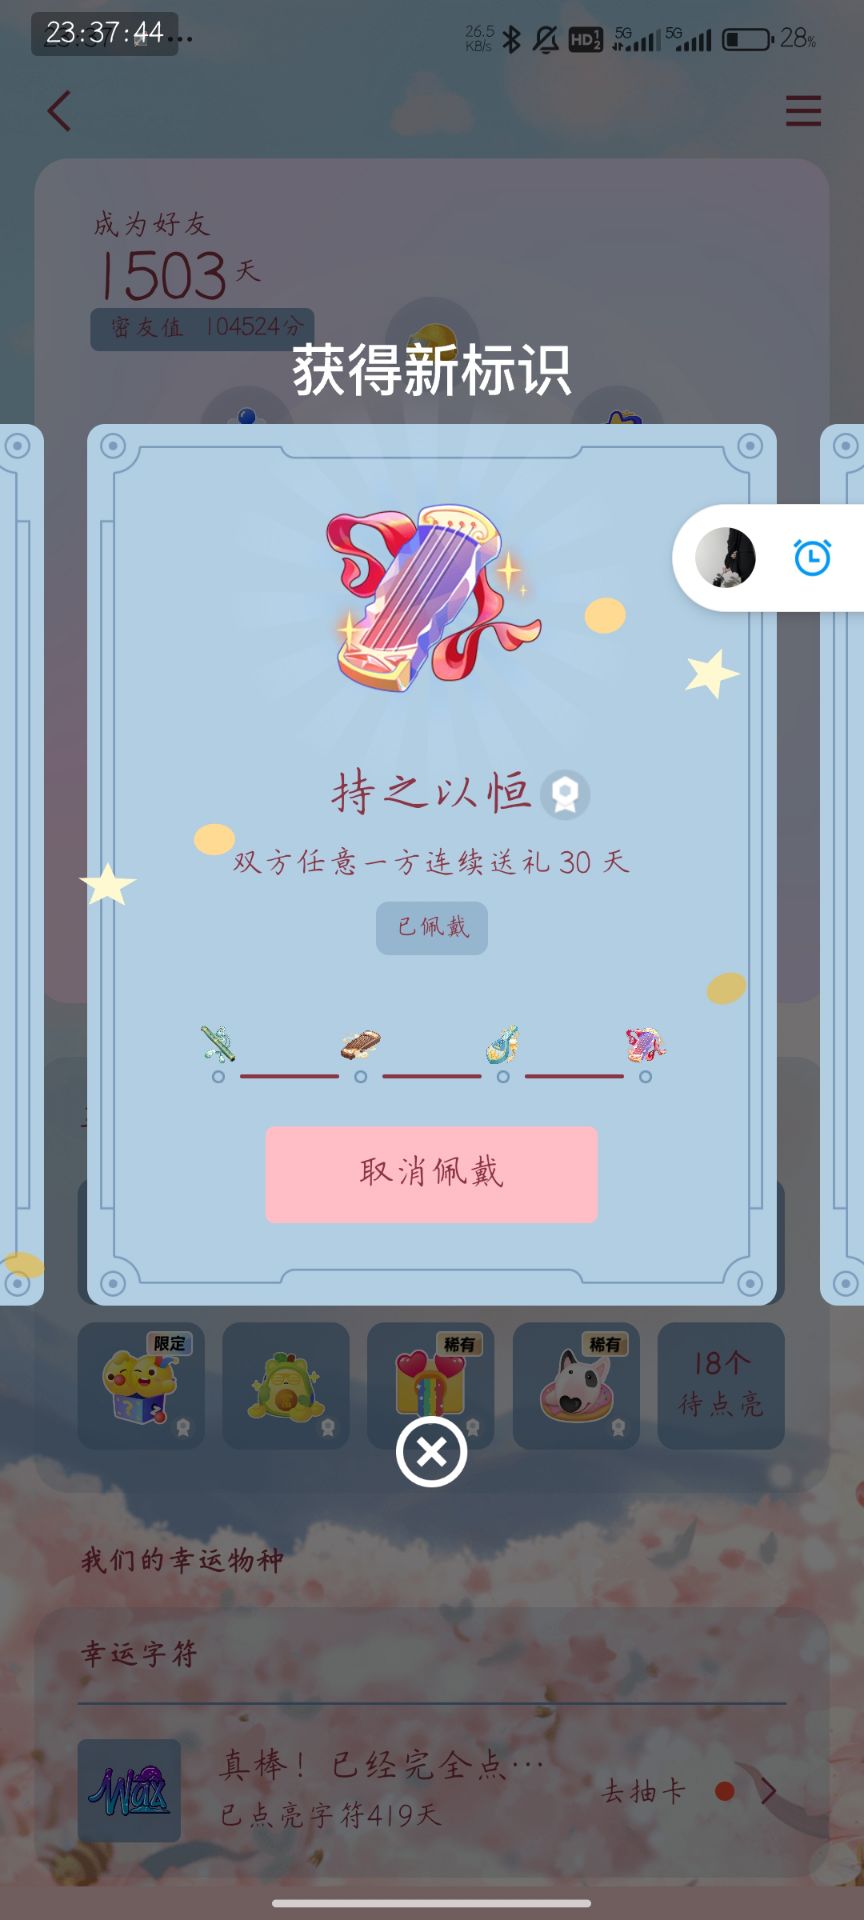 23:37:44
26.5
KB/s
HD 1 2
5G
5G
28%
成为好友
1503天
密友值 104524分
获得新标识
持之以恒
双方任意一方连续送礼 30 天
已佩戴
取消佩戴
限定
稀有
稀有
18个
待点亮
我们的幸运物种
幸运字符
Wax
真棒！已经完全点…
已点亮字符419天
去抽卡